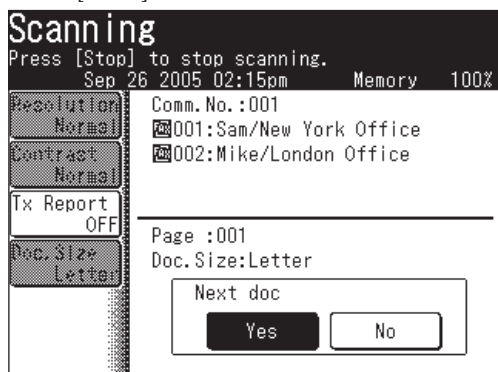 Scanning
Press [Stop] to stop scanning.
Sep 26 2005 02:15pm Memory 100%
Resolution
Normal
Contrast
Normal
Tx Report
OFF
Doc.Size
Letter
Comm.No.:001
FAX001:Sam/New York Office
FAX002:Mike/London Office
Page :001
Doc.Size:Letter
Next doc
Yes No